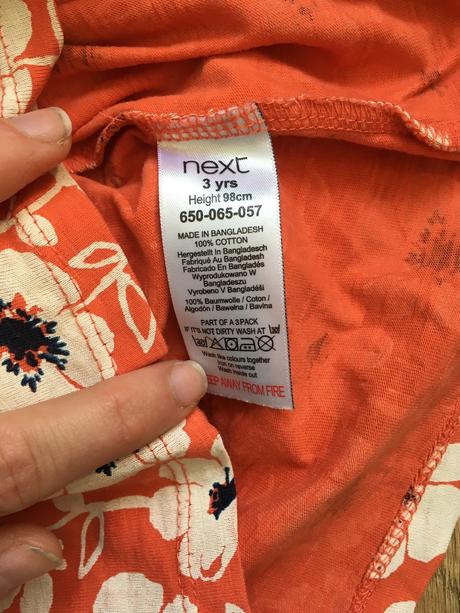 next
3 yrs
Height 98cm
650-065-057
MADE IN BANGLADESH
100% COTTON
Hergestellt in Bangladesch
Fabriqué Au Bangladesh
Fabricado En Bangladés
Wyprodukowano W
Bangladeszu
Vyrobeno V Bangladéši
100% Baumwolle / Coton /
Algodón / Bawełna / Bavlna
PART OF A 3 PACK
IF IT'S NOT DIRTY WASH AT
Wash like colours together
Iron on reverse
Wash inside out
KEEP AWAY FROM FIRE